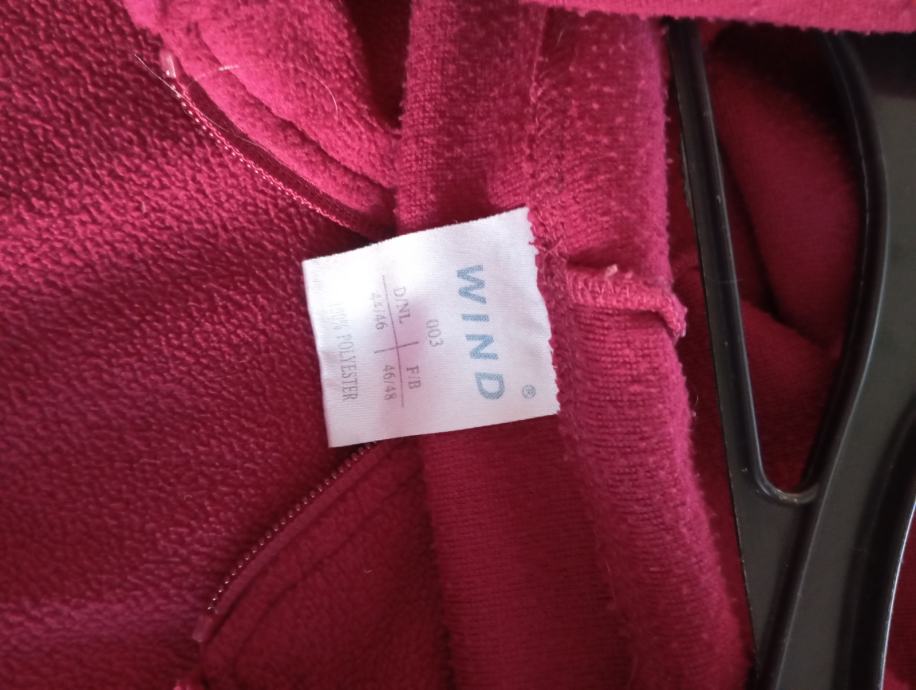 WIND®
003
D/NL | F/B
44/46 | 46/48
100% POLYESTER